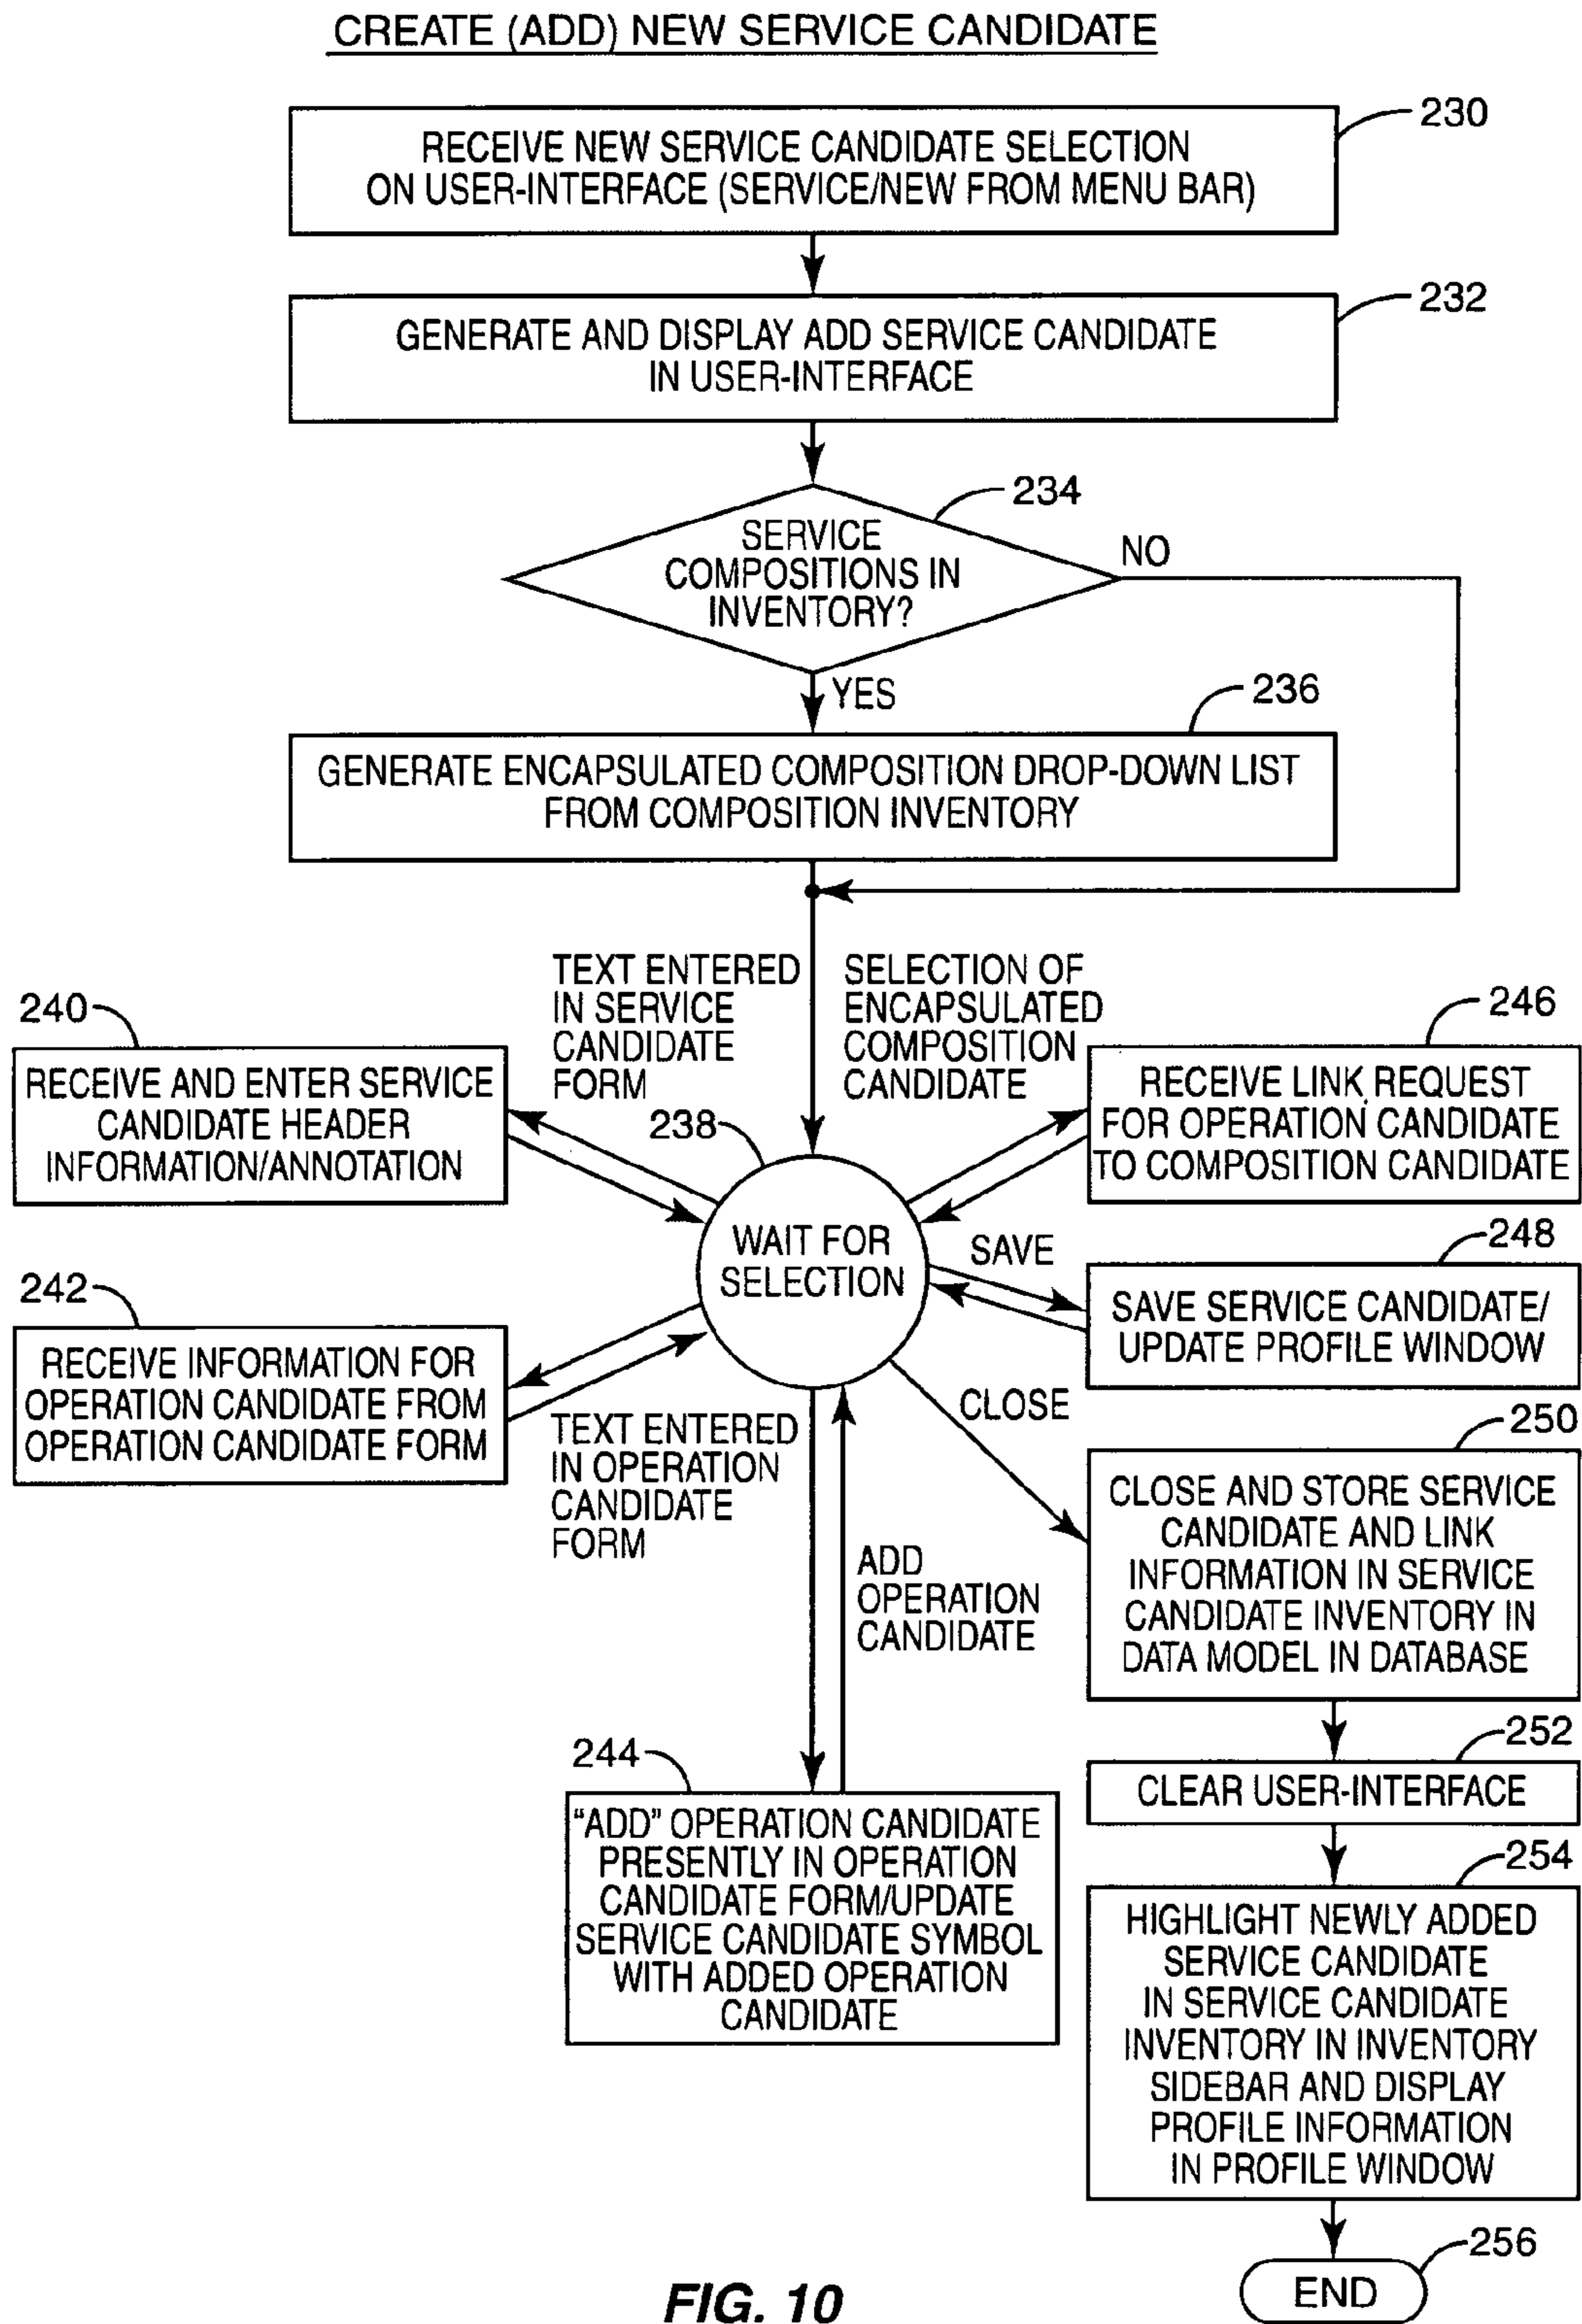 CREATE (ADD) NEW SERVICE CANDIDATE
230
RECEIVE NEW SERVICE CANDIDATE SELECTION
ON USER-INTERFACE (SERVICE/NEW FROM MENU BAR)
232
GENERATE AND DISPLAY ADD SERVICE CANDIDATE
IN USER-INTERFACE
234
SERVICE
COMPOSITIONS IN
INVENTORY?
NO
YES
236
GENERATE ENCAPSULATED COMPOSITION DROP-DOWN LIST
FROM COMPOSITION INVENTORY
TEXT ENTERED
IN SERVICE
CANDIDATE
FORM
SELECTION OF
ENCAPSULATED
COMPOSITION
CANDIDATE
240
RECEIVE AND ENTER SERVICE
CANDIDATE HEADER
INFORMATION/ANNOTATION
238
WAIT FOR
SELECTION
246
RECEIVE LINK REQUEST
FOR OPERATION CANDIDATE
TO COMPOSITION CANDIDATE
SAVE
248
SAVE SERVICE CANDIDATE/
UPDATE PROFILE WINDOW
242
RECEIVE INFORMATION FOR
OPERATION CANDIDATE FROM
OPERATION CANDIDATE FORM
TEXT ENTERED
IN OPERATION
CANDIDATE
FORM
CLOSE
250
CLOSE AND STORE SERVICE
CANDIDATE AND LINK
INFORMATION IN SERVICE
CANDIDATE INVENTORY IN
DATA MODEL IN DATABASE
ADD
OPERATION
CANDIDATE
244
"ADD" OPERATION CANDIDATE
PRESENTLY IN OPERATION
CANDIDATE FORM/UPDATE
SERVICE CANDIDATE SYMBOL
WITH ADDED OPERATION
CANDIDATE
252
CLEAR USER-INTERFACE
254
HIGHLIGHT NEWLY ADDED
SERVICE CANDIDATE
IN SERVICE CANDIDATE
INVENTORY IN INVENTORY
SIDEBAR AND DISPLAY
PROFILE INFORMATION
IN PROFILE WINDOW
256
END
FIG. 10